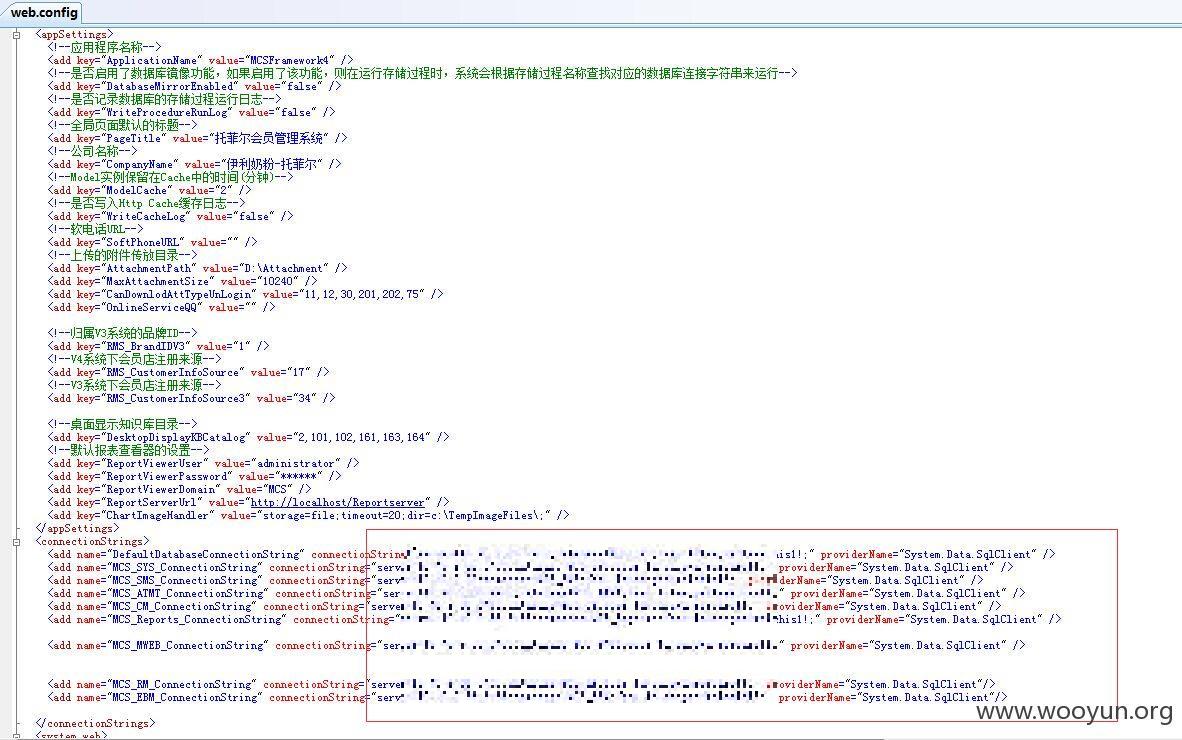 web.config
<appSettings>
<!--应用程序名称-->
<add key="ApplicationName" value="MCSFramework4" />
<!--是否启用了数据库镜像功能，如果启用了该功能，则在运行存储过程时，系统会根据存储过程名称查找对应的数据库连接字符串来运行-->
<add key="DatabaseMirrorEnabled" value="false" />
<!--是否记录数据库的存储过程运行日志-->
<add key="WriteProcedureRunLog" value="false" />
<!--全局页面默认的标题-->
<add key="PageTitle" value="托菲尔会员管理系统" />
<!--公司名称-->
<add key="CompanyName" value="伊利奶粉-托菲尔" />
<!--Model实例保留在Cache中的时间(分钟)-->
<add key="ModelCache" value="2" />
<!--是否写入Http Cache缓存日志-->
<add key="WriteCacheLog" value="false" />
<!--软电话URL-->
<add key="SoftPhoneURL" value="" />
<!--上传的附件存放目录-->
<add key="AttachmentPath" value="D:\Attachment" />
<add key="MaxAttachmentSize" value="10240" />
<add key="CanDownlodAttTypeUnLogin" value="11,12,30,201,202,75" />
<add key="OnlineServiceQQ" value="" />
<!--归属V3系统的品牌ID-->
<add key="RMS_BrandIDV3" value="1" />
<!--V4系统下会员店注册来源-->
<add key="RMS_CustomerInfoSource" value="17" />
<!--V3系统下会员店注册来源-->
<add key="RMS_CustomerInfoSource3" value="34" />
<!--桌面显示知识库目录-->
<add key="DesktopDisplayKBCatalog" value="2,101,102,161,163,164" />
<!--默认报表查看器的设置-->
<add key="ReportViewerUser" value="administrator" />
<add key="ReportViewerPassword" value="******" />
<add key="ReportViewerDomain" value="MCS" />
<add key="ReportServerUrl" value="http://localhost/Reportserver" />
<add key="ChartImageHandler" value="storage=file;timeout=20;dir=c:\TempImageFiles\;" />
</appSettings>
<connectionStrings>
<add name="DefaultDatabaseConnectionString" connectionString his1!;" providerName="System.Data.SqlClient" />
<add name="MCS_SYS_ConnectionString" connectionString="serv providerName="System.Data.SqlClient" />
<add name="MCS_SMS_ConnectionString" connectionString="serv derName="System.Data.SqlClient" />
<add name="MCS_ATMT_ConnectionString" connectionString="ser " providerName="System.Data.SqlClient" />
<add name="MCS_CM_ConnectionString" connectionString="serve oviderName="System.Data.SqlClient" />
<add name="MCS_Reports_ConnectionString" connectionString=" his1!;" providerName="System.Data.SqlClient" />
<add name="MCS_MWEB_ConnectionString" connectionString="ser " providerName="System.Data.SqlClient" />
<add name="MCS_RM_ConnectionString" connectionString="serve oviderName="System.Data.SqlClient"/>
<add name="MCS_EBM_ConnectionString" connectionString="serv providerName="System.Data.SqlClient"/>
</connectionStrings>
<system.web>
www.wooyun.org